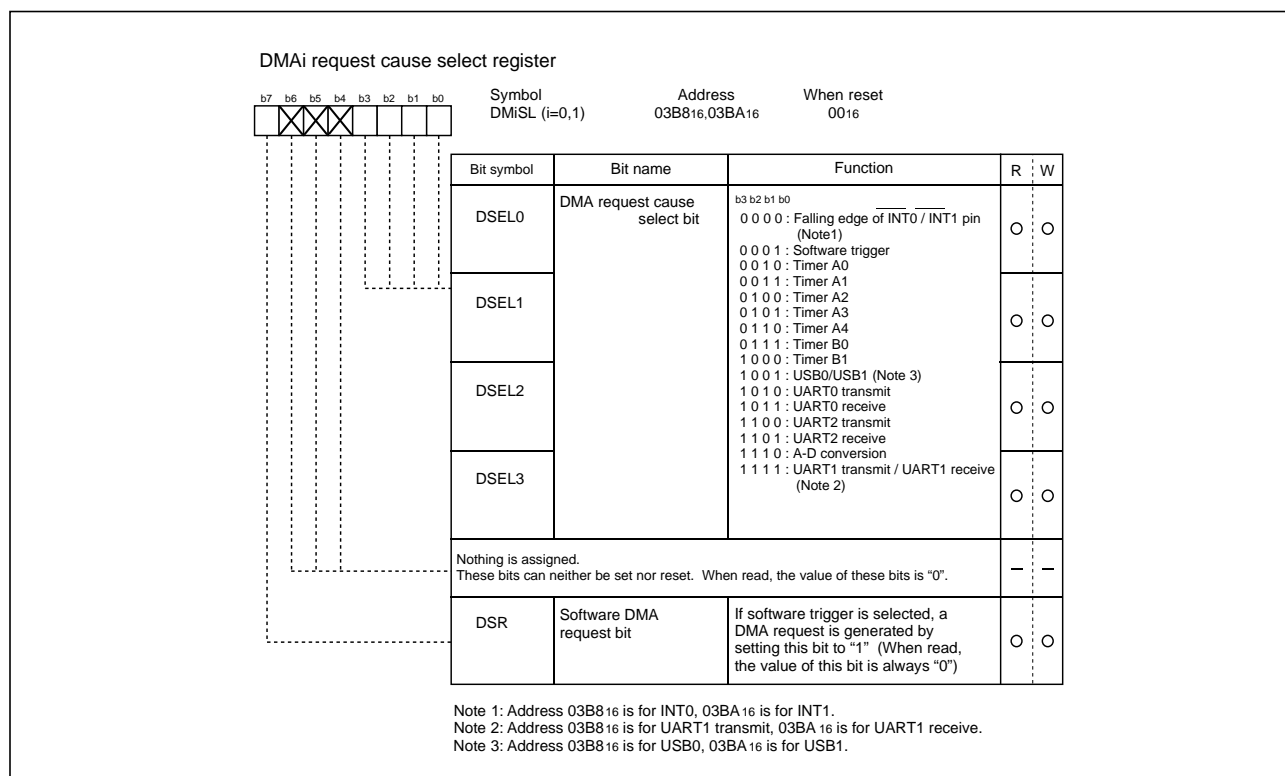 DMAi request cause select register
b7 b6 b5 b4 b3 b2 b1 b0
Symbol Address When reset
DMiSL (i=0,1) 03B816,03BA16 0016
Bit symbol Bit name Function R W
DSEL0 DMA request cause select bit
b3 b2 b1 b0
0 0 0 0 : Falling edge of INT0 / INT1 pin
(Note1)
0 0 0 1 : Software trigger
0 0 1 0 : Timer A0
0 0 1 1 : Timer A1
DSEL1
0 1 0 0 : Timer A2
0 1 0 1 : Timer A3
0 1 1 0 : Timer A4
0 1 1 1 : Timer B0
1 0 0 0 : Timer B1
DSEL2
1 0 0 1 : USB0/USB1 (Note 3)
1 0 1 0 : UART0 transmit
1 0 1 1 : UART0 receive
1 1 0 0 : UART2 transmit
1 1 0 1 : UART2 receive
1 1 1 0 : A-D conversion
DSEL3
1 1 1 1 : UART1 transmit / UART1 receive
(Note 2)
Nothing is assigned.
These bits can neither be set nor reset. When read, the value of these bits is “0”.
DSR Software DMA request bit
If software trigger is selected, a
DMA request is generated by
setting this bit to “1” (When read,
the value of this bit is always “0”)
Note 1: Address 03B816 is for INT0, 03BA16 is for INT1.
Note 2: Address 03B816 is for UART1 transmit, 03BA 16 is for UART1 receive.
Note 3: Address 03B816 is for USB0, 03BA 16 is for USB1.